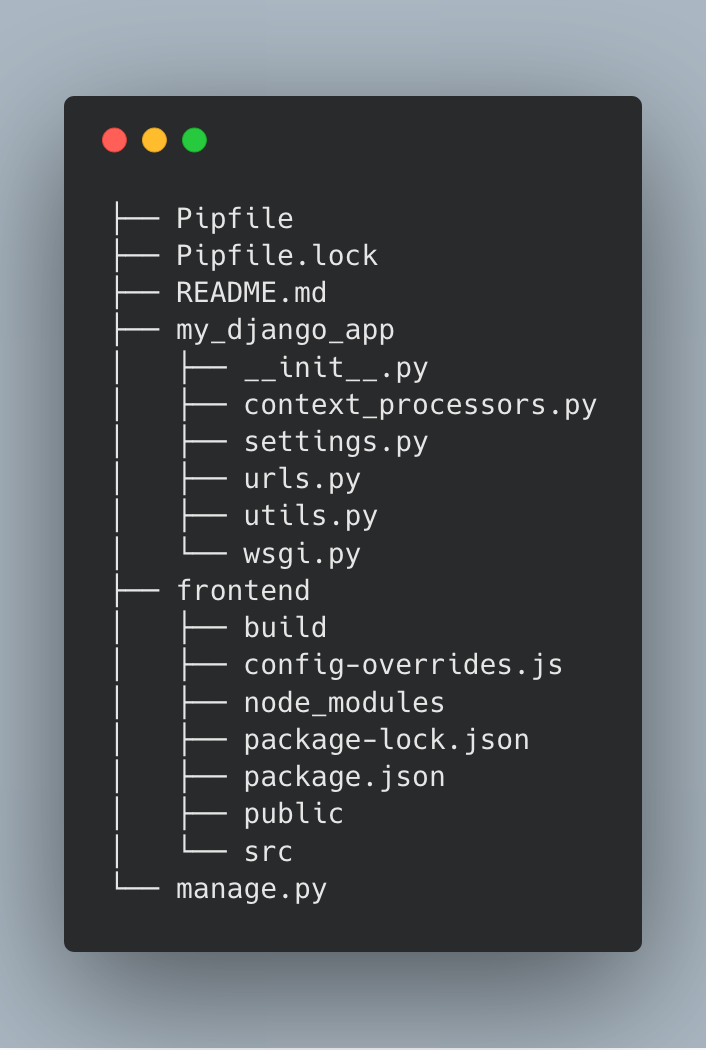 ├── Pipfile
├── Pipfile.lock
├── README.md
├── my_django_app
│   ├── __init__.py
│   ├── context_processors.py
│   ├── settings.py
│   ├── urls.py
│   ├── utils.py
│   └── wsgi.py
├── frontend
│   ├── build
│   ├── config-overrides.js
│   ├── node_modules
│   ├── package-lock.json
│   ├── package.json
│   ├── public
│   └── src
└── manage.py